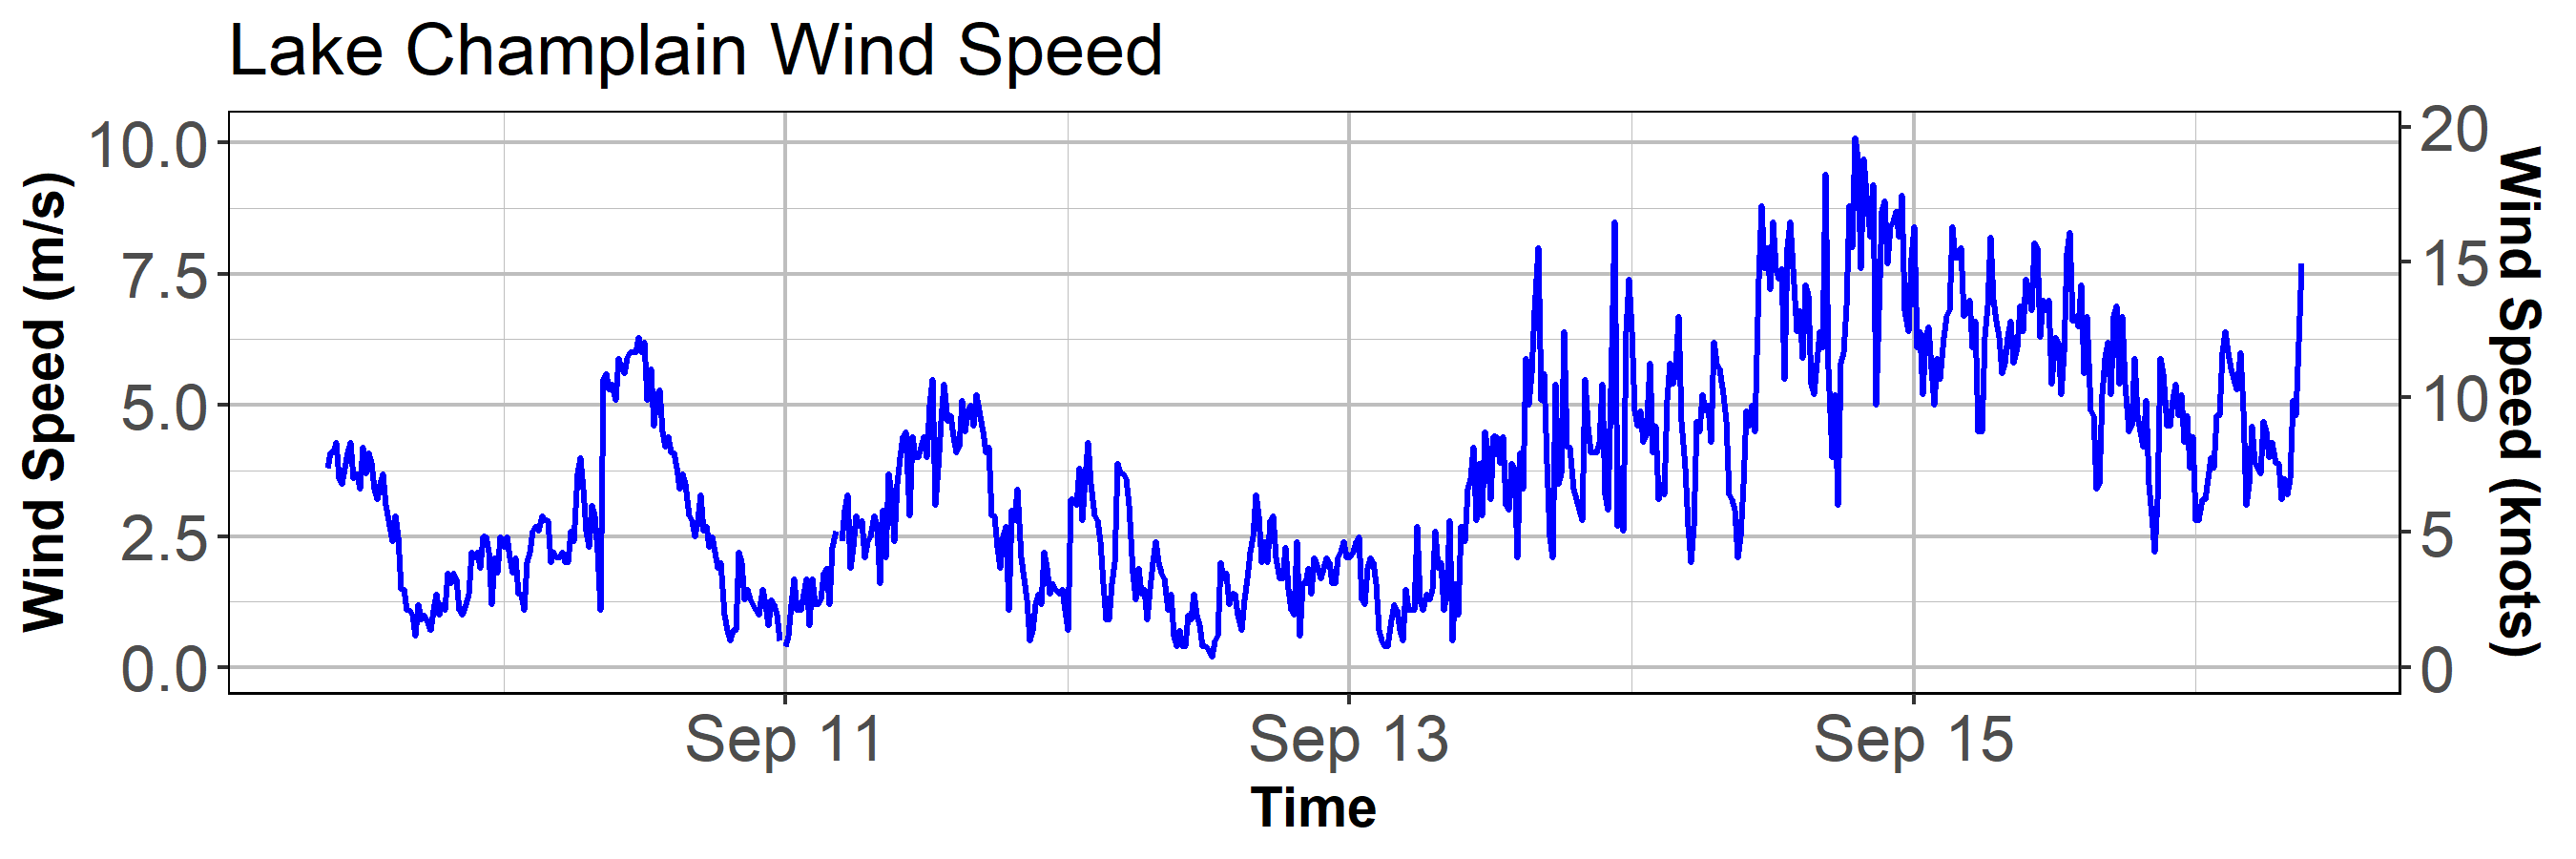 Lake Champlain Wind Speed
Wind Speed (m/s)
10.0
7.5
5.0
2.5
0.0
20
15
10
5
0
Wind Speed (knots)
Sep 11
Sep 13
Sep 15
Time